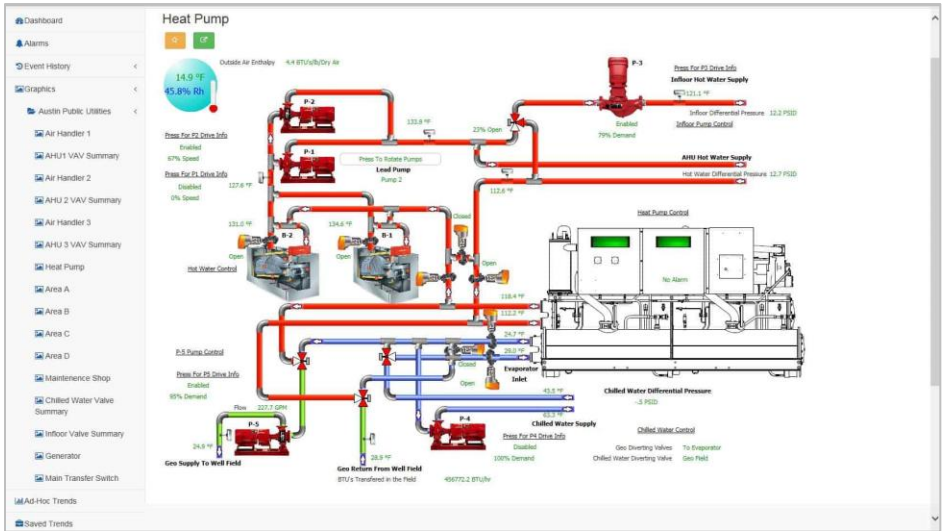 Dashboard
Alarms
Event History
Graphics
Austin Public Utilities
Air Handler 1
AHU1 VAV Summary
Air Handler 2
AHU 2 VAV Summary
Air Handler 3
AHU 3 VAV Summary
Heat Pump
Area A
Area B
Area C
Area D
Maintenence Shop
Chilled Water Valve
Summary
Infloor Valve Summary
Generator
Main Transfer Switch
Ad-Hoc Trends
Saved Trends
Heat Pump
Outside Air Enthalpy 4.4 BTU's/lb/Dry Air
14.9 °F
45.8% Rh
P-2
Press For P2 Drive Info
Enabled
67% Speed
P-1
Press For P1 Drive Info
Disabled
0% Speed
127.6 °F
133.8 °F
Press To Rotate Pumps
Lead Pump
Pump 2
23% Open
P-3
Enabled
79% Demand
Press For P3 Drive Info
Infloor Hot Water Supply
121.1 °F
Infloor Differential Pressure 12.2 PSID
Infloor Pump Control
AHU Hot Water Supply
Hot Water Differential Pressure 12.7 PSID
112.6 °F
131.0 °F
B-2
Open
134.6 °F
B-1
Open
Closed
Open
Hot Water Control
Heat Pump Control
No Alarm
118.4 °F
112.2 °F
24.7 °F
29.0 °F
Evaporator
Inlet
Closed
Open
P-5 Pump Control
Press For P5 Drive Info
Enabled
95% Demand
Flow 227.7 GPM
P-5
24.8 °F
Geo Supply To Well Field
28.9 °F
Geo Return From Well Field
BTU's Transfered in the Field 456770.2 BTU/hr
P-4
Press For P4 Drive Info
Disabled
100% Demand
43.5 °F
Chilled Water Supply
Chilled Water Differential Pressure
-.5 PSID
Chilled Water Control
Geo Diverting Valves To Evaporator
Chilled Water Diverting Valve Geo Field